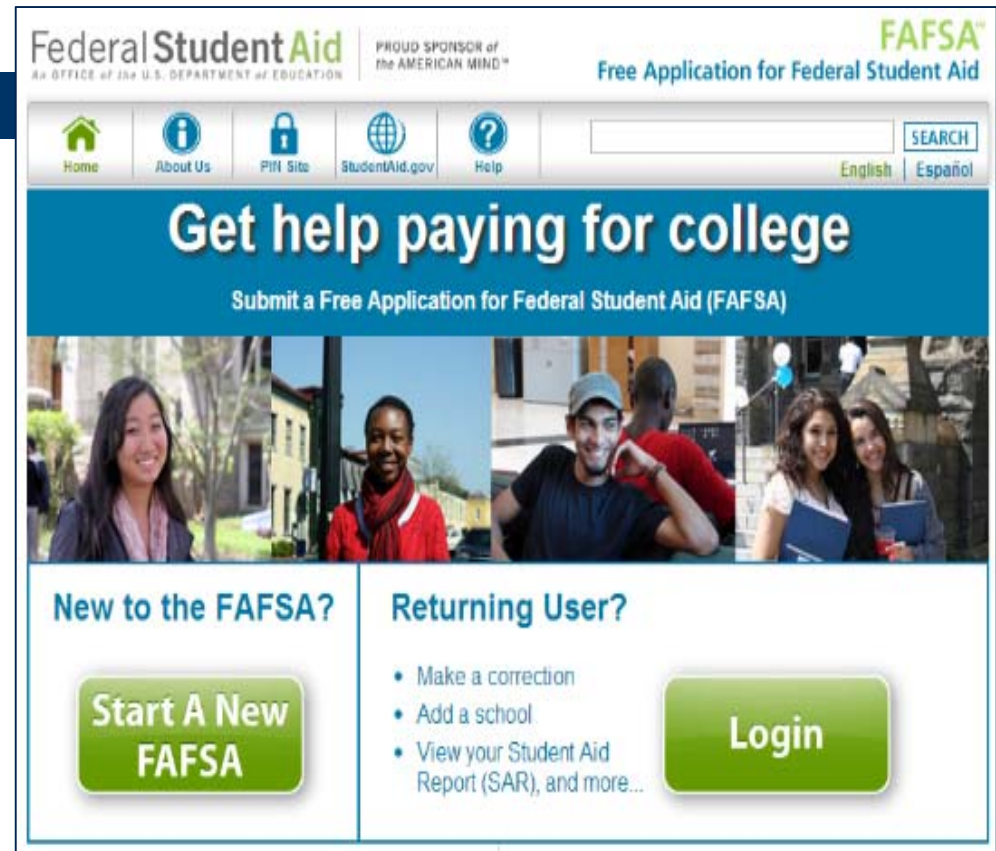 Federal Student Aid
An OFFICE of the U.S. DEPARTMENT of EDUCATION
PROUD SPONSOR of
the AMERICAN MIND™
FAFSA℠
Free Application for Federal Student Aid
Home
About Us
PIN Site
StudentAid.gov
Help
SEARCH
English | Español
Get help paying for college
Submit a Free Application for Federal Student Aid (FAFSA)
New to the FAFSA?
Start A New
FAFSA
Returning User?
• Make a correction
• Add a school
• View your Student Aid
Report (SAR), and more...
Login